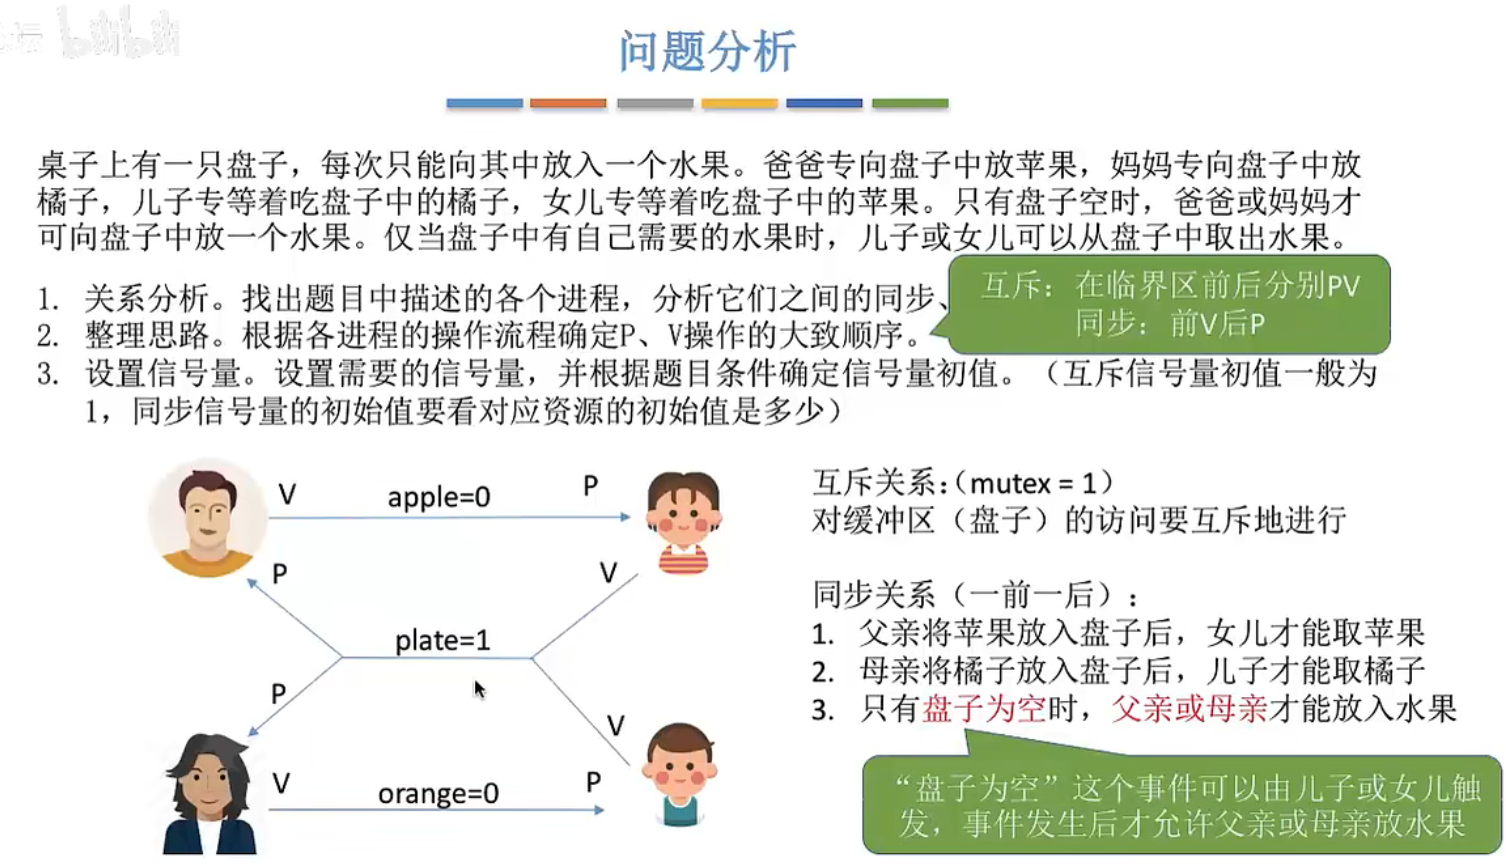 bilibili
问题分析
桌子上有一只盘子，每次只能向其中放入一个水果。爸爸专向盘子中放苹果，妈妈专向盘子中放
橘子，儿子专等着吃盘子中的橘子，女儿专等着吃盘子中的苹果。只有盘子空时，爸爸或妈妈才
可向盘子中放一个水果。仅当盘子中有自己需要的水果时，儿子或女儿可以从盘子中取出水果。
互斥：在临界区前后分别PV
同步：前V后P
1. 关系分析。找出题目中描述的各个进程，分析它们之间的同步、
2. 整理思路。根据各进程的操作流程确定P、V操作的大致顺序。
3. 设置信号量。设置需要的信号量，并根据题目条件确定信号量初值。（互斥信号量初值一般为
1，同步信号量的初始值要看对应资源的初始值是多少）
V apple=0 P
P V
plate=1
P V
V orange=0 P
互斥关系：（mutex = 1）
对缓冲区（盘子）的访问要互斥地进行
同步关系（一前一后）：
1. 父亲将苹果放入盘子后，女儿才能取苹果
2. 母亲将橘子放入盘子后，儿子才能取橘子
3. 只有盘子为空时，父亲或母亲才能放入水果
“盘子为空”这个事件可以由儿子或女儿触
发，事件发生后才允许父亲或母亲放水果